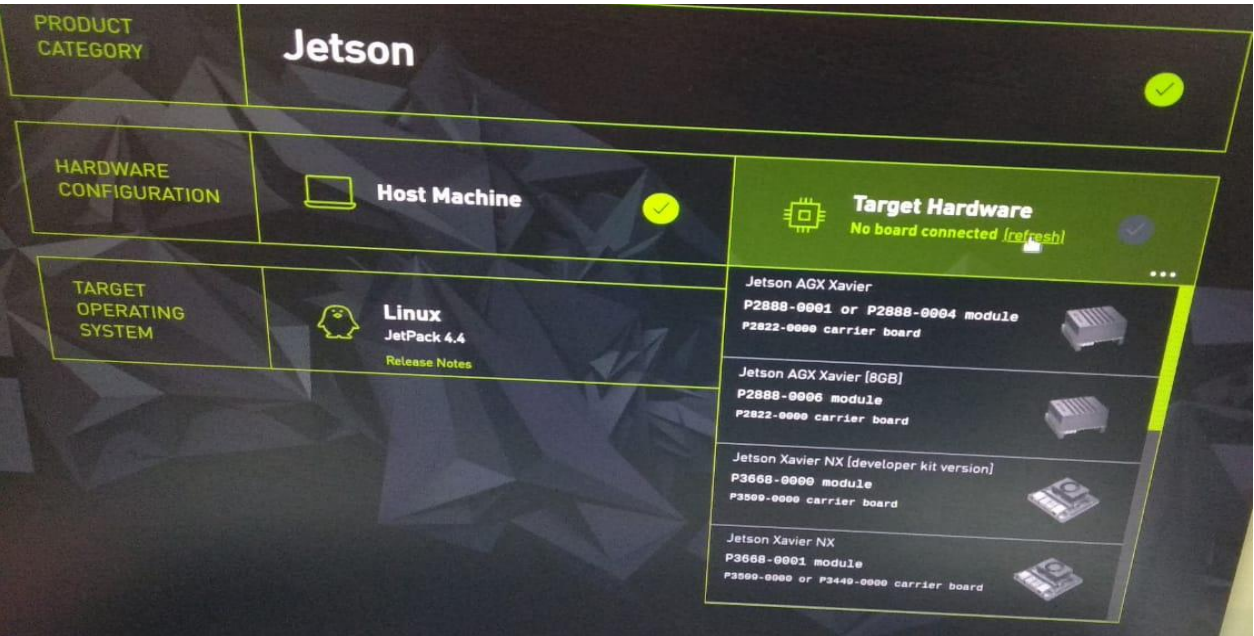 PRODUCT
CATEGORY
Jetson
HARDWARE
CONFIGURATION
Host Machine
Target Hardware
No board connected [refresh]
TARGET
OPERATING
SYSTEM
Linux
JetPack 4.4
Release Notes
Jetson AGX Xavier
P2888-0001 or P2888-0004 module
P2822-0000 carrier board
Jetson AGX Xavier [8GB]
P2888-0006 module
P2822-0000 carrier board
Jetson Xavier NX [developer kit version]
P3668-0000 module
P3509-0000 carrier board
Jetson Xavier NX
P3668-0001 module
P3509-0000 or P3449-0000 carrier board